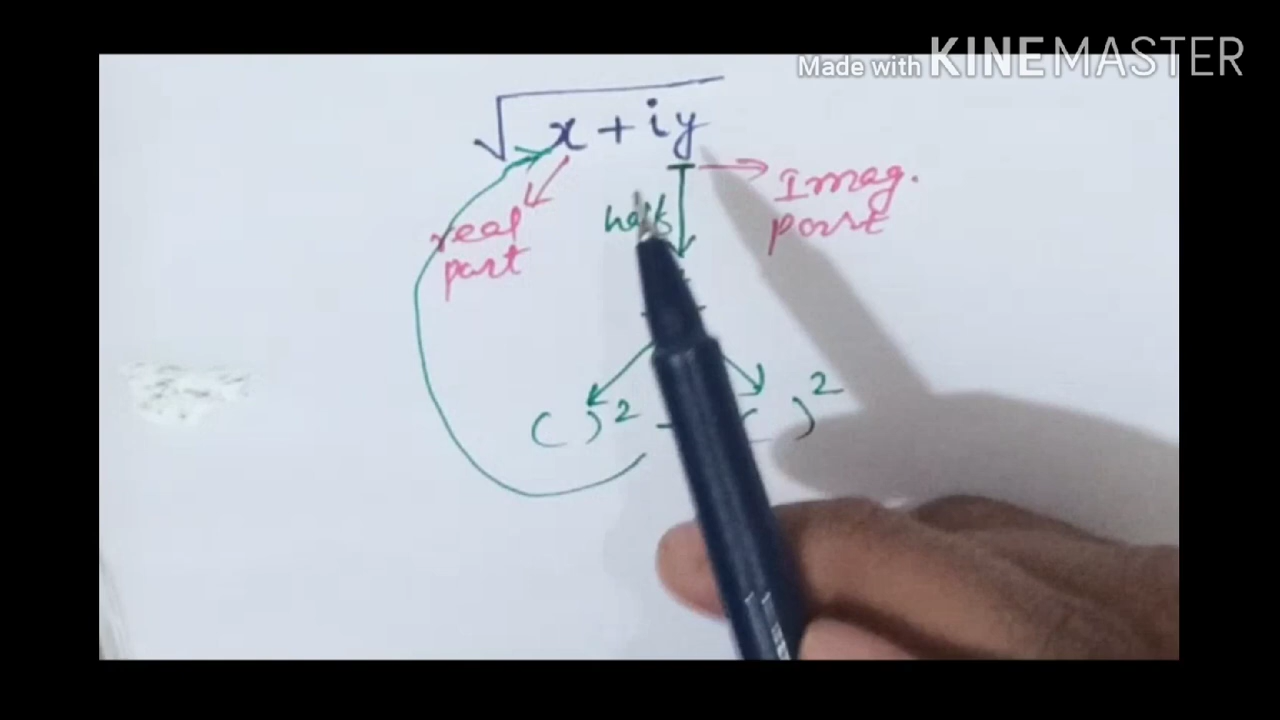 Made with KINEMASTER
√x + iy
Imag.
part
real
part
half
( )² - ( )²